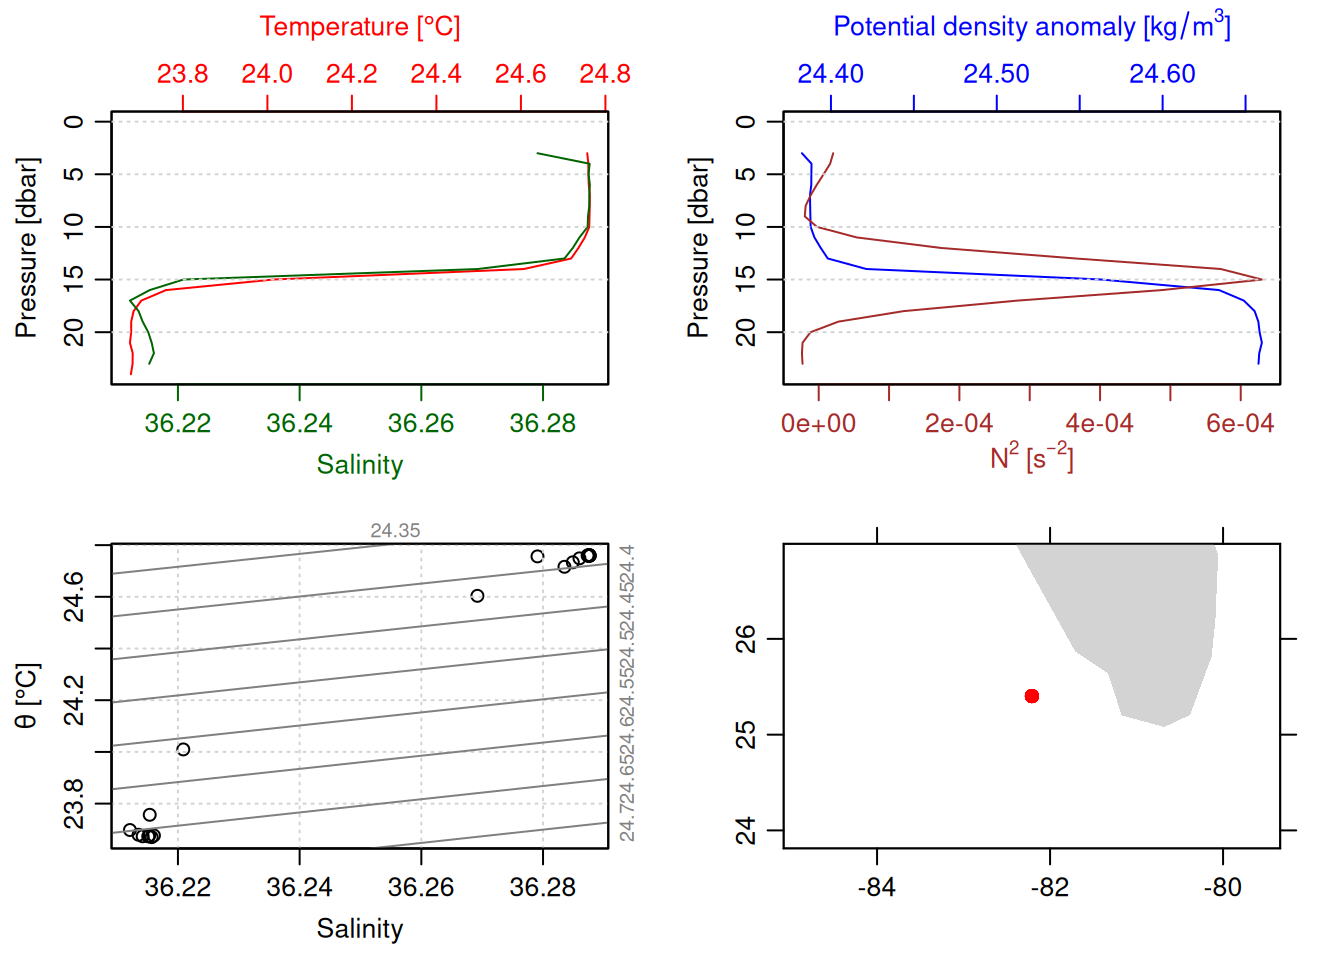 Temperature [°C]
23.8 24.0 24.2 24.4 24.6 24.8
Pressure [dbar]
0
5
10
15
20
36.22 36.24 36.26 36.28
Salinity
Potential density anomaly [kg/m³]
24.40 24.50 24.60
Pressure [dbar]
0
5
10
15
20
0e+00 2e-04 4e-04 6e-04
N² [s⁻²]
24.35
θ [°C]
24.6
24.2
23.8
24.4
24.45
24.5
24.55
24.6
24.65
24.7
36.22 36.24 36.26 36.28
Salinity
26
25
24
-84 -82 -80